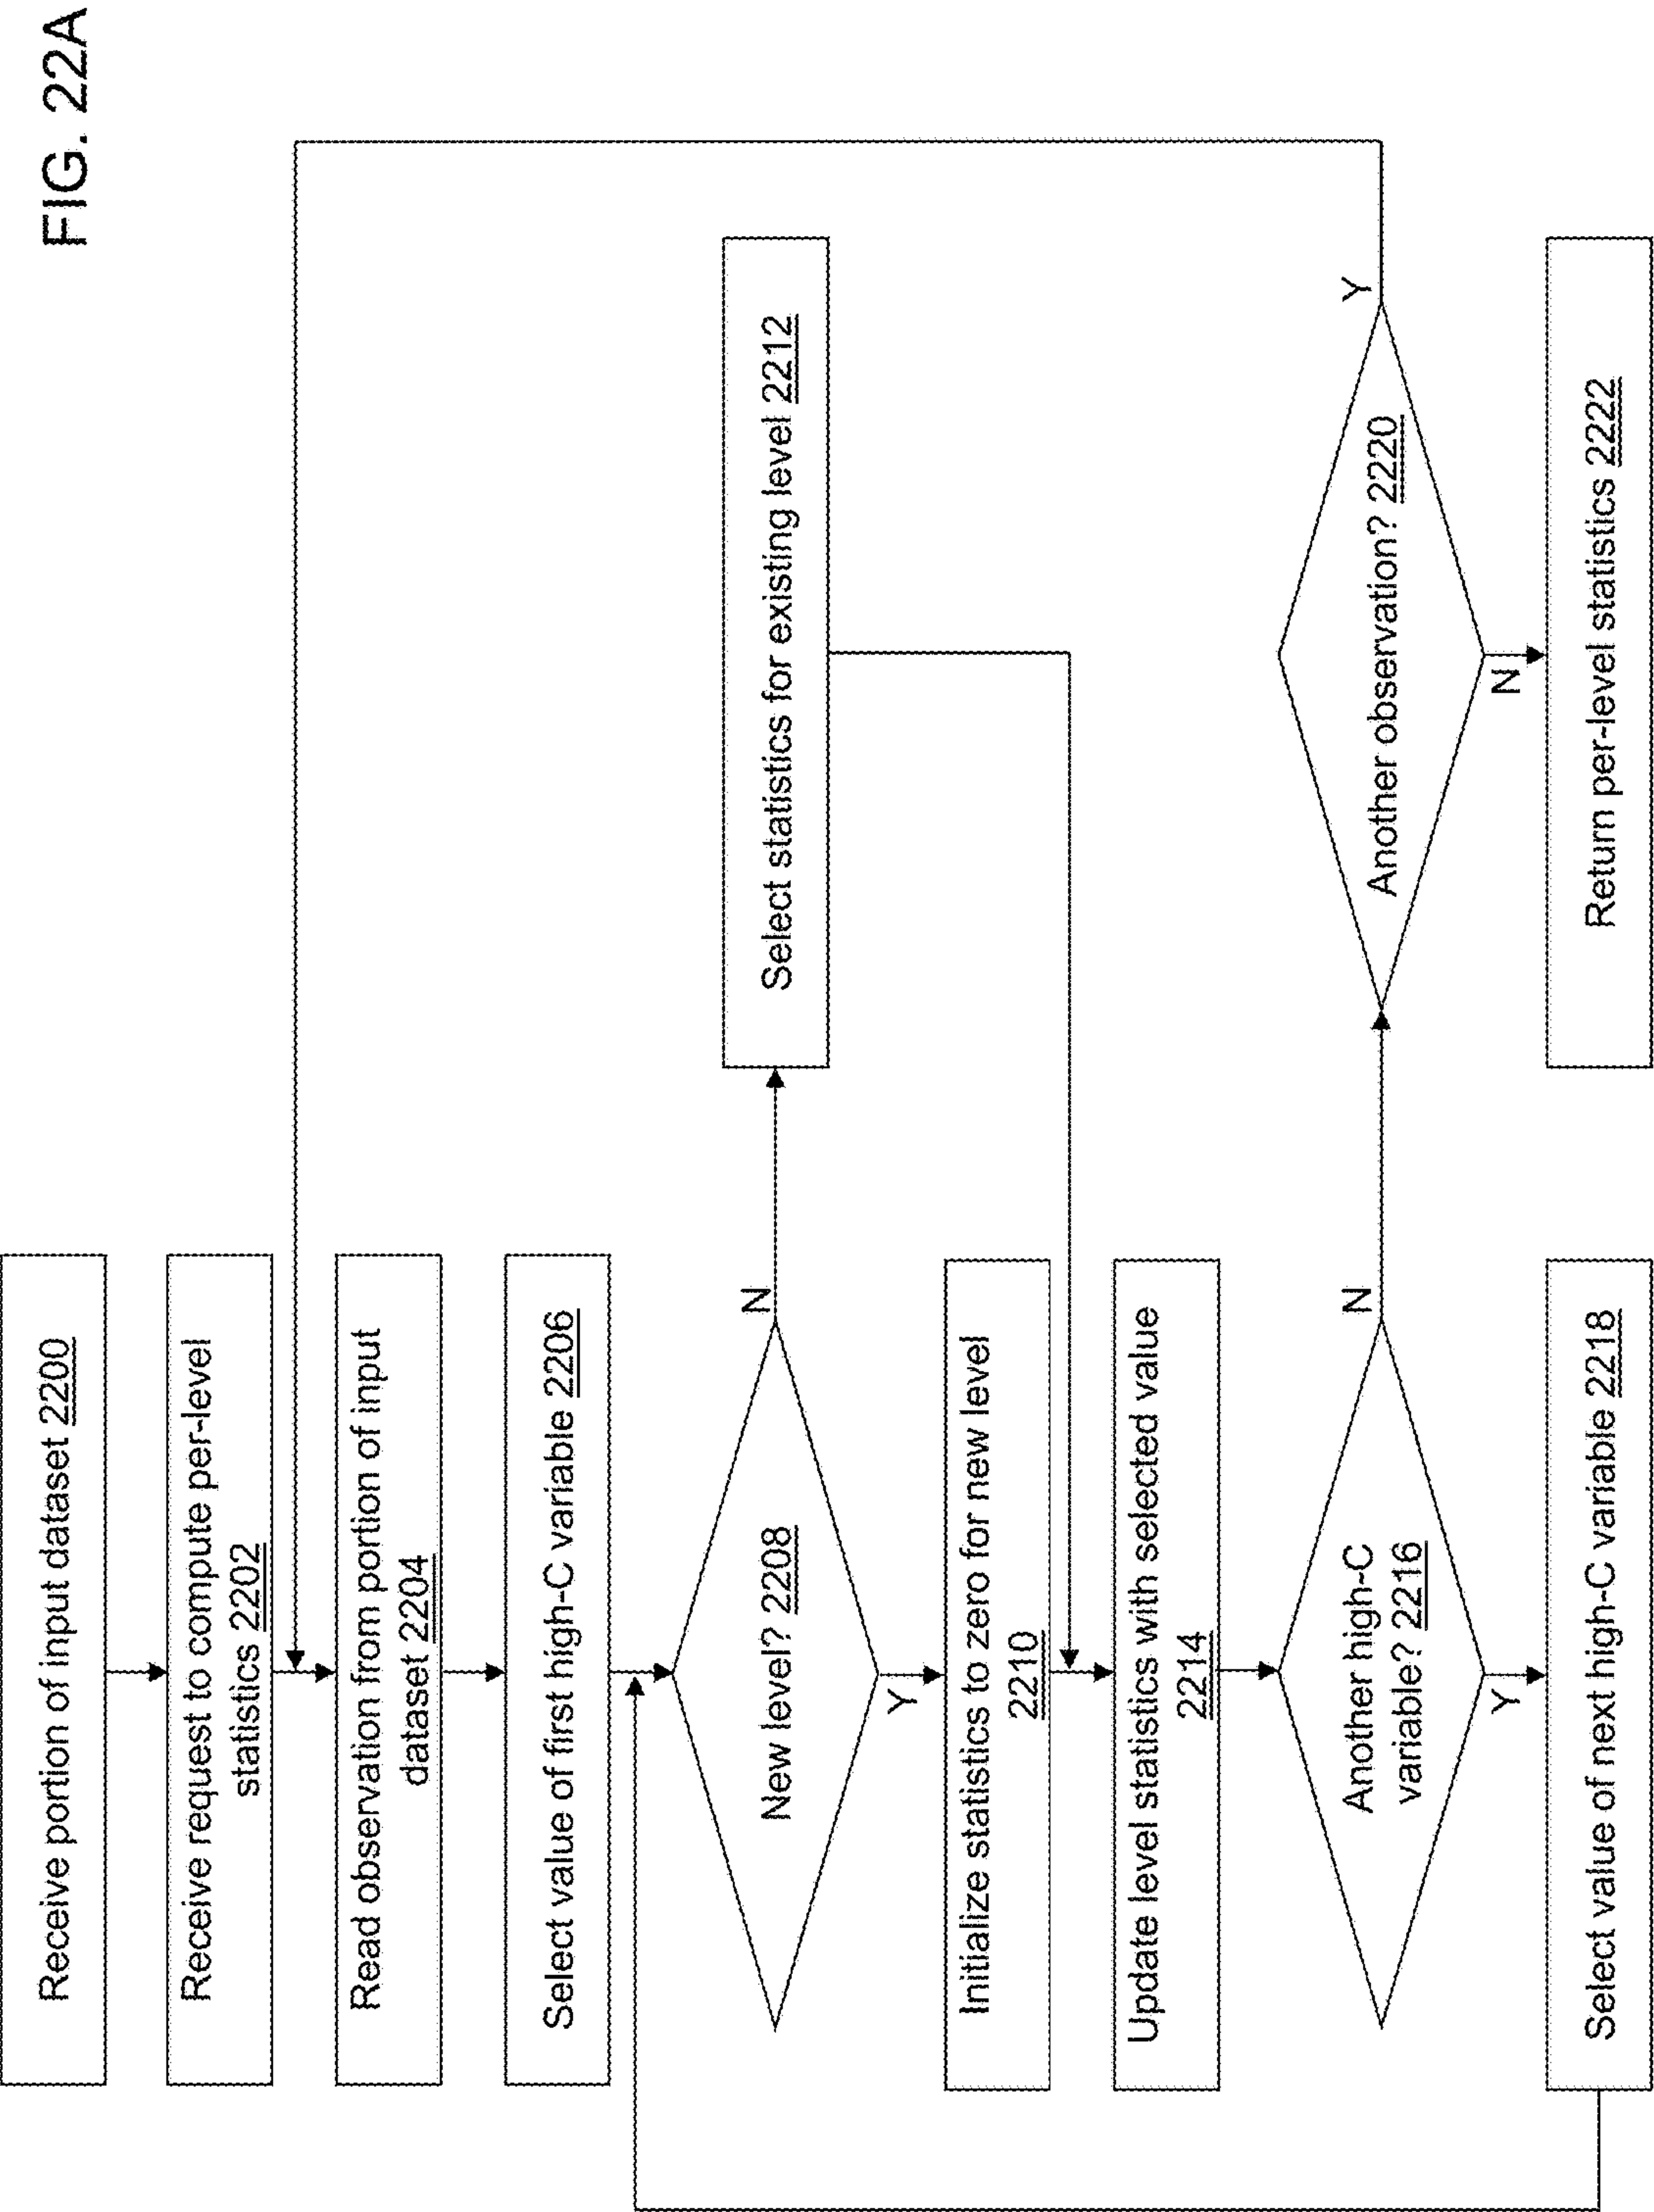 FIG. 22A
Receive portion of input dataset 2200
Receive request to compute per-level
statistics 2202
Read observation from portion of input
dataset 2204
Select value of first high-C variable 2206
New level? 2208
N
Y
Select statistics for existing level 2212
Initialize statistics to zero for new level
2210
Update level statistics with selected value
2214
Another high-C
variable? 2216
N
Y
Another observation? 2220
Y
N
Select value of next high-C variable 2218
Return per-level statistics 2222